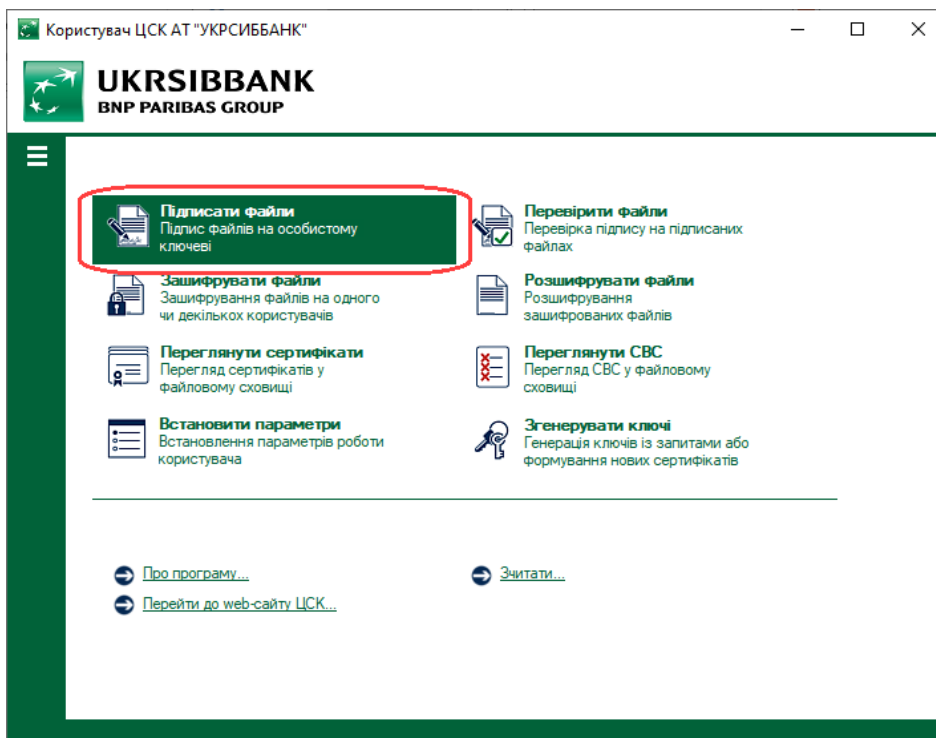 Користувач ЦСК АТ "УКРСИББАНК"
UKRSIBBANK
BNP PARIBAS GROUP
Підписати файли
Підпис файлів на особистому
ключеві
Перевірити файли
Перевірка підпису на підписаних
файлах
Зашифрувати файли
Зашифрування файлів на одного
чи декількох користувачів
Розшифрувати файли
Розшифрування
зашифрованих файлів
Переглянути сертифікати
Перегляд сертифікатів у
файловому сховищі
Переглянути СВС
Перегляд СВС у файловому
сховищі
Встановити параметри
Встановлення параметрів роботи
користувача
Згенерувати ключі
Генерація ключів із запитами або
формування нових сертифікатів
Про програму...
Зчитати...
Перейти до web-сайту ЦСК...